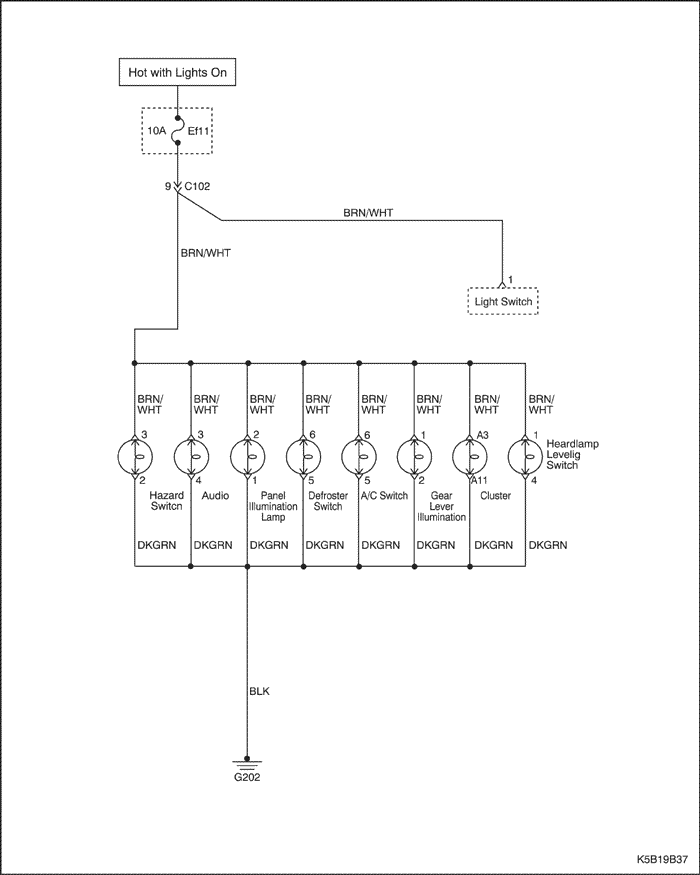 Hot with Lights On
10A Ef11
9 C102
BRN/WHT
BRN/WHT
1
Light Switch
BRN/ BRN/ BRN/ BRN/ BRN/ BRN/ BRN/ BRN/
WHT WHT WHT WHT WHT WHT WHT WHT
3 3 2 6 6 1 A3 1
Heardlamp
Levelig
Switch
2 4 1 5 5 2 A11 4
Hazard
Switcn
Audio
Panel
Illumination
Lamp
Defroster
Switch
A/C Switch
Gear
Lever
Illumination
Cluster
DKGRN DKGRN DKGRN DKGRN DKGRN DKGRN DKGRN DKGRN
BLK
G202
K5B19B37